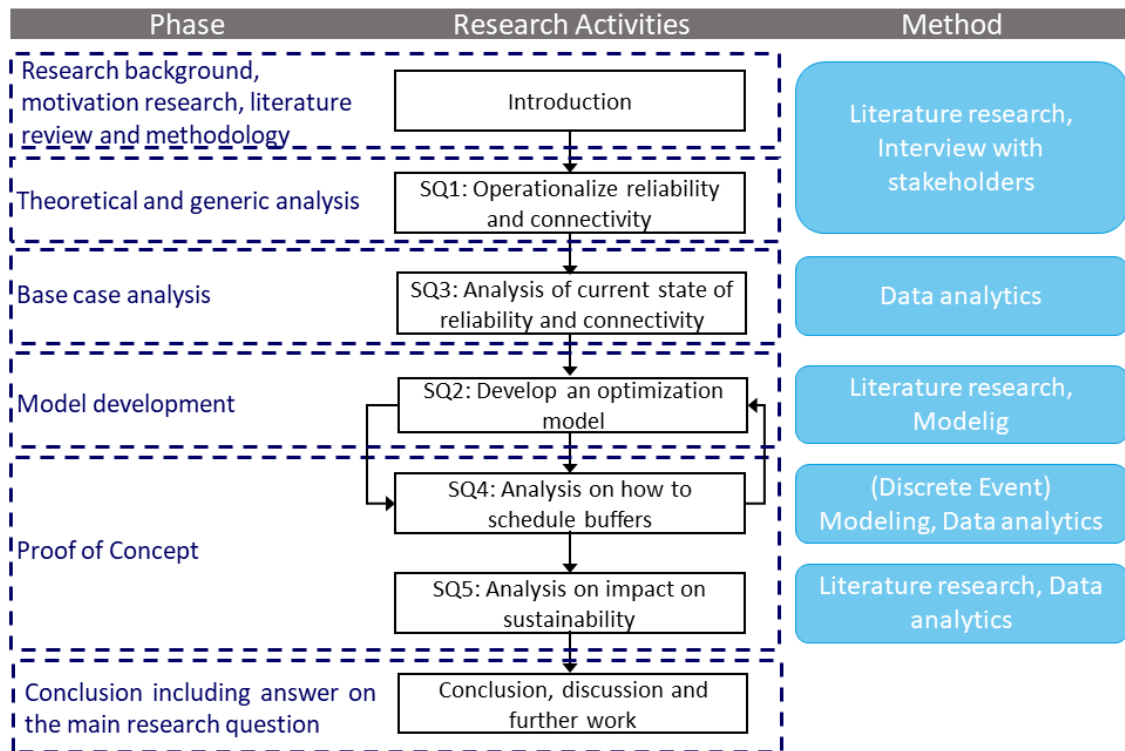 Phase
Research Activities
Method
Research background,
motivation research, literature
review and methodology
Introduction
Literature research,
Interview with
stakeholders
Theoretical and generic analysis
SQ1: Operationalize reliability
and connectivity
Base case analysis
SQ3: Analysis of current state of
reliability and connectivity
Data analytics
Model development
SQ2: Develop an optimization
model
Literature research,
Modelig
Proof of Concept
SQ4: Analysis on how to
schedule buffers
(Discrete Event)
Modeling, Data analytics
SQ5: Analysis on impact on
sustainability
Literature research, Data
analytics
Conclusion including answer on
the main research question
Conclusion, discussion and
further work